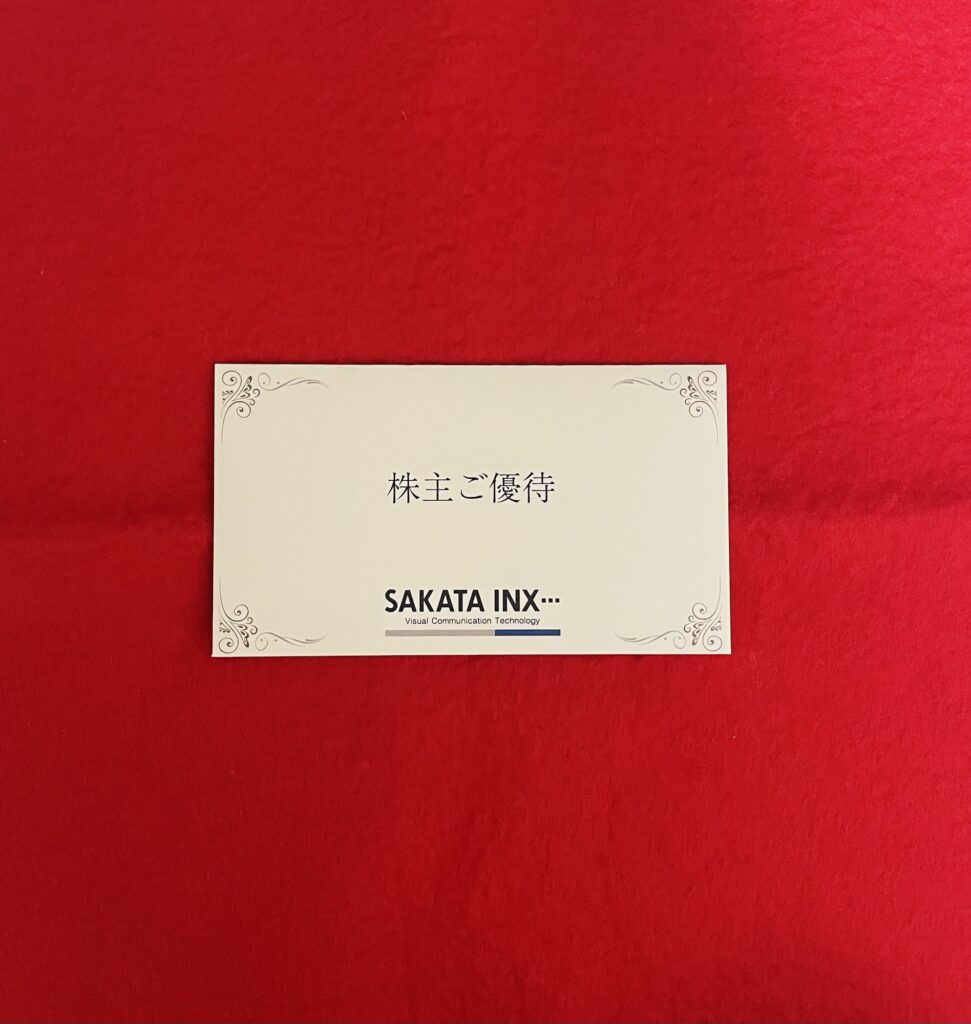 株主ご優待
SAKATA INX…
Visual Communication Technology